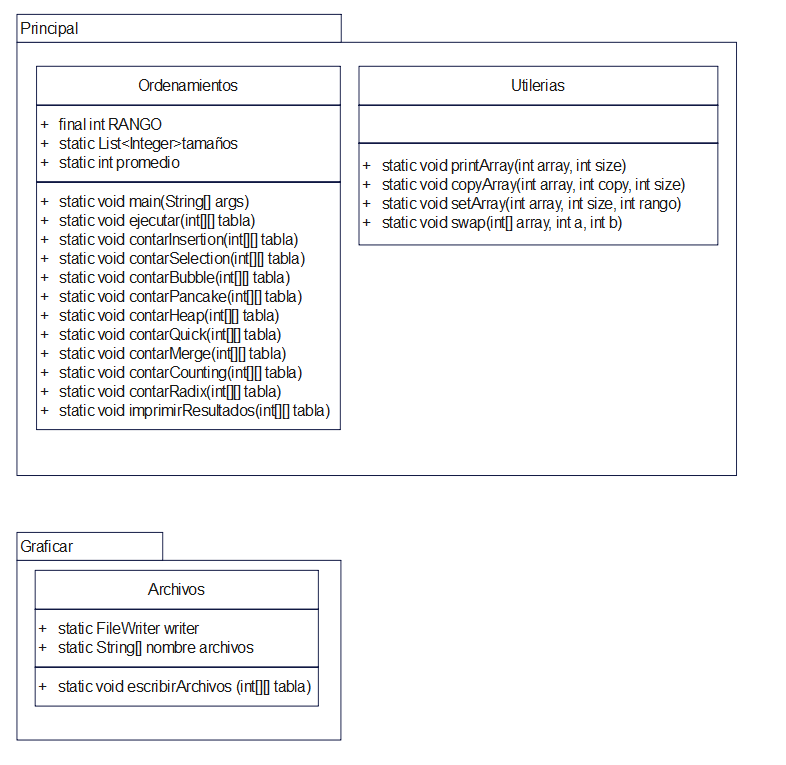 Principal
Ordenamientos
+ final int RANGO
+ static List<Integer>tamaños
+ static int promedio
+ static void main(String[] args)
+ static void ejecutar(int[][] tabla)
+ static void contarInsertion(int[][] tabla)
+ static void contarSelection(int[][] tabla)
+ static void contarBubble(int[][] tabla)
+ static void contarPancake(int[][] tabla)
+ static void contarHeap(int[][] tabla)
+ static void contarQuick(int[][] tabla)
+ static void contarMerge(int[][] tabla)
+ static void contarCounting(int[][] tabla)
+ static void contarRadix(int[][] tabla)
+ static void imprimirResultados(int[][] tabla)
Utilerias
+ static void printArray(int array, int size)
+ static void copyArray(int array, int copy, int size)
+ static void setArray(int array, int size, int rango)
+ static void swap(int[] array, int a, int b)
Graficar
Archivos
+ static FileWriter writer
+ static String[] nombre archivos
+ static void escribirArchivos (int[][] tabla)